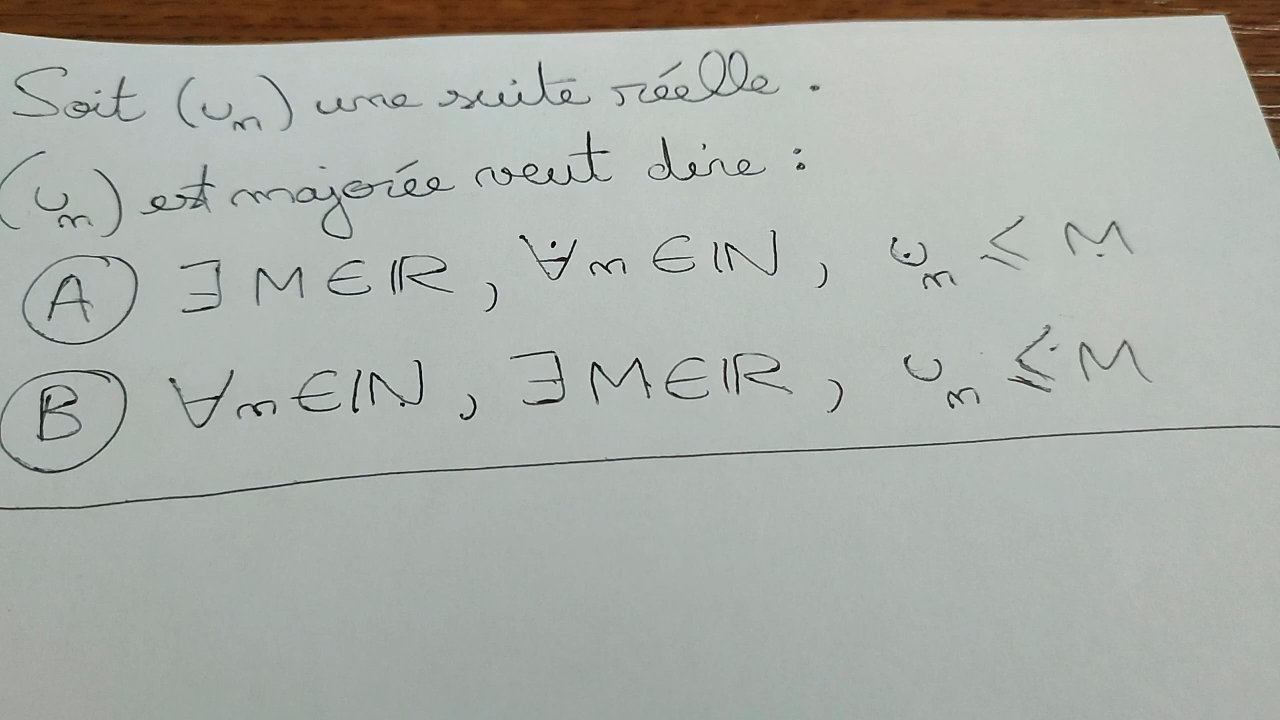 Soit (uₙ) une suite réelle.
(uₙ) est majorée veut dire :
Ⓐ ∃ M ∈ ℝ, ∀n ∈ ℕ, uₙ ≤ M
Ⓑ ∀n ∈ ℕ, ∃ M ∈ ℝ, uₙ ≤ M